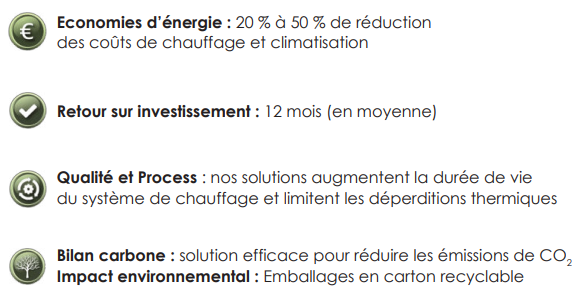 Economies d’énergie : 20 % à 50 % de réduction
des coûts de chauffage et climatisation
Retour sur investissement : 12 mois (en moyenne)
Qualité et Process : nos solutions augmentent la durée de vie
du système de chauffage et limitent les déperditions thermiques
Bilan carbone : solution efficace pour réduire les émissions de CO₂
Impact environnemental : Emballages en carton recyclable